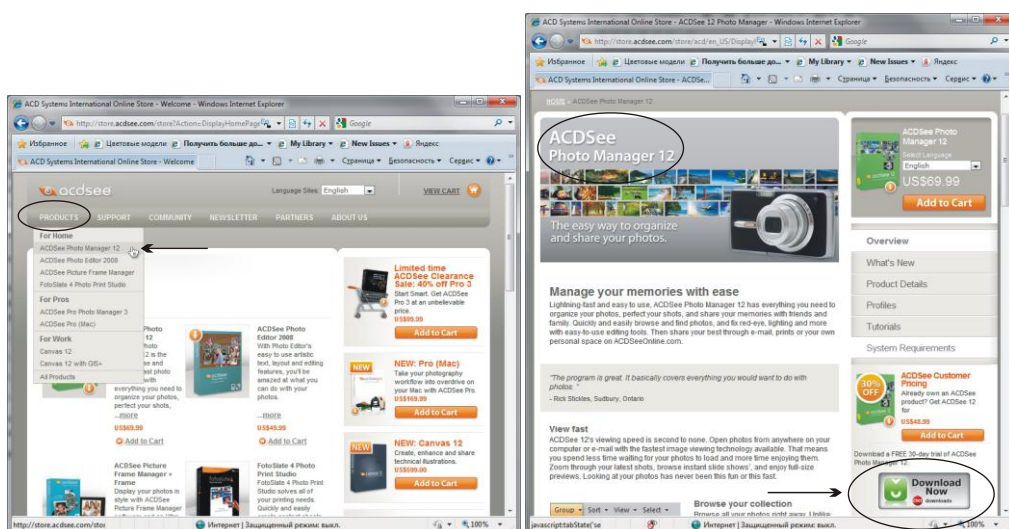 ACD Systems International Online Store - Welcome - Windows Internet Explorer
http://store.acdsee.com/store?Action=DisplayHomePage
Google
Избранное
Цветовые модели
Получить больше до...
My Library
New Issues
Яндекс
ACD Systems International Online Store - Welcome
Страница
Безопасность
Сервис
acdsee
Language Sites: English
VIEW CART
PRODUCTS SUPPORT COMMUNITY NEWSLETTER PARTNERS ABOUT US
For Home
ACDSee Photo Manager 12
ACDSee Photo Editor 2008
ACDSee Picture Frame Manager
FotoSlate 4 Photo Print Studio
For Pros
ACDSee Pro Photo Manager 3
ACDSee Pro (Mac)
For Work
Canvas 12
Canvas 12 with GIS+
All Products
everything you need to
organize your photos,
perfect your shots,
...more
US$69.99
Add to Cart
ACDSee Photo
Editor 2008
With Photo Editor's
easy to use artistic
text, layout and editing
features, you'll be
amazed at what you
can do with your
photos.
...more
US$49.99
Add to Cart
ACDSee Picture
Frame Manager +
Frame
Display your photos in
style with ACDSee
Picture Frame Manager
FotoSlate 4 Photo
Print Studio
FotoSlate 4 Photo Print
Studio solves all of
your printing needs.
Quickly and easily
Limited time
ACDSee Clearance
Sale: 40% off Pro 3
Start Smart. Get ACDSee
Pro 3 at an unbelievable
price.
US$99.99
Add to Cart
NEW
NEW: Pro (Mac)
Take your photography
workflow into overdrive on
your Mac with ACDSee Pro.
US$169.99
Add to Cart
NEW
NEW: Canvas 12
Create, enhance and share
technical illustrations.
US$599.00
Add to Cart
http://store.acdsee.com/stor
Интернет | Защищенный режим: выкл.
100%
ACD Systems International Online Store - ACDSee 12 Photo Manager - Windows Internet Explorer
http://store.acdsee.com/store/acd/en_US/Display
Google
Избранное
Цветовые модели
Получить больше до...
My Library
New Issues
Яндекс
ACD Systems International Online Store - ACDSe...
Страница
Безопасность
Сервис
HOME > ACDSee Photo Manager 12
ACDSee
Photo Manager 12
The easy way to organize
and share your photos.
Manage your memories with ease
Lightning-fast and easy to use, ACDSee Photo Manager 12 has everything you need to
organize your photos, perfect your shots, and share your memories with friends and
family. Quickly and easily browse and find photos, and fix red-eye, lighting and more
with easy-to-use editing tools. Then share your best through e-mail, prints or your own
personal space on ACDSeeOnline.com.
"The program is great. It basically covers everything you would want to do with
photos. "
- Rick Stickles, Sudbury, Ontario
View fast
ACDSee 12's viewing speed is second to none. Open photos from anywhere on your
computer or e-mail with the fastest image viewing technology available. That means
you spend less time waiting for your photos to load and more time enjoying them.
Zoom through your latest shots, browse instant slide shows', and enjoy full-size
previews. Looking at your photos has never been this fun or this fast.
Group Sort View Select
Browse your collection
Browse all your photos right away. Unlike
ACDSee Photo
Manager 12
Select Language
English
US$69.99
Add to Cart
Overview
What's New
Product Details
Profiles
Tutorials
System Requirements
30%
OFF
ACDSee Customer
Pricing
Already own an ACDSee
product? Get ACDSee 12
for
US$48.99
Add to Cart
Download a FREE 30-day trial of ACDSee
Photo Manager 12.
Download
Now
downloads
javascript:tabState('se
Интернет | Защищенный режим: выкл.
100%